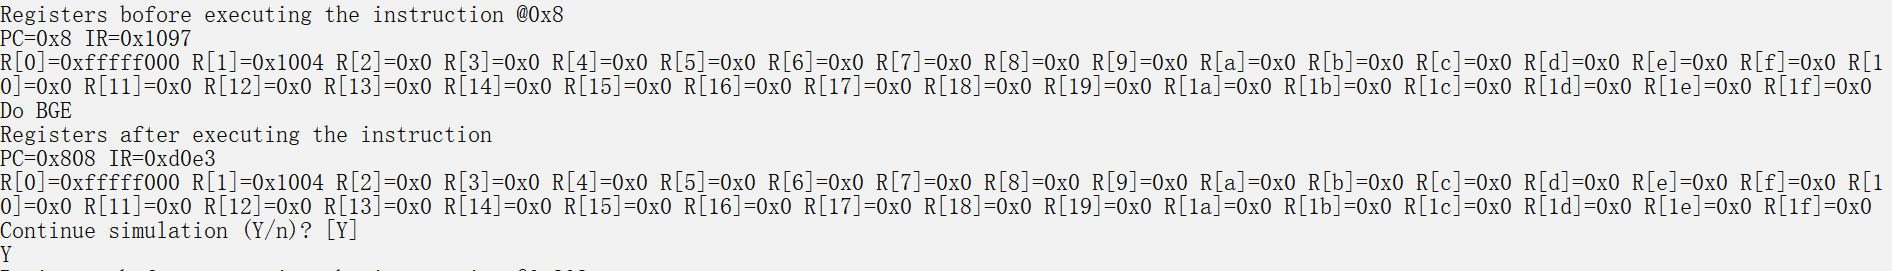 Registers bofore executing the instruction @0x8
PC=0x8 IR=0x1097
R[0]=0xfffff000 R[1]=0x1004 R[2]=0x0 R[3]=0x0 R[4]=0x0 R[5]=0x0 R[6]=0x0 R[7]=0x0 R[8]=0x0 R[9]=0x0 R[a]=0x0 R[b]=0x0 R[c]=0x0 R[d]=0x0 R[e]=0x0 R[f]=0x0 R[1
0]=0x0 R[11]=0x0 R[12]=0x0 R[13]=0x0 R[14]=0x0 R[15]=0x0 R[16]=0x0 R[17]=0x0 R[18]=0x0 R[19]=0x0 R[1a]=0x0 R[1b]=0x0 R[1c]=0x0 R[1d]=0x0 R[1e]=0x0 R[1f]=0x0
Do BGE
Registers after executing the instruction
PC=0x808 IR=0xd0e3
R[0]=0xfffff000 R[1]=0x1004 R[2]=0x0 R[3]=0x0 R[4]=0x0 R[5]=0x0 R[6]=0x0 R[7]=0x0 R[8]=0x0 R[9]=0x0 R[a]=0x0 R[b]=0x0 R[c]=0x0 R[d]=0x0 R[e]=0x0 R[f]=0x0 R[1
0]=0x0 R[11]=0x0 R[12]=0x0 R[13]=0x0 R[14]=0x0 R[15]=0x0 R[16]=0x0 R[17]=0x0 R[18]=0x0 R[19]=0x0 R[1a]=0x0 R[1b]=0x0 R[1c]=0x0 R[1d]=0x0 R[1e]=0x0 R[1f]=0x0
Continue simulation (Y/n)? [Y]
Y